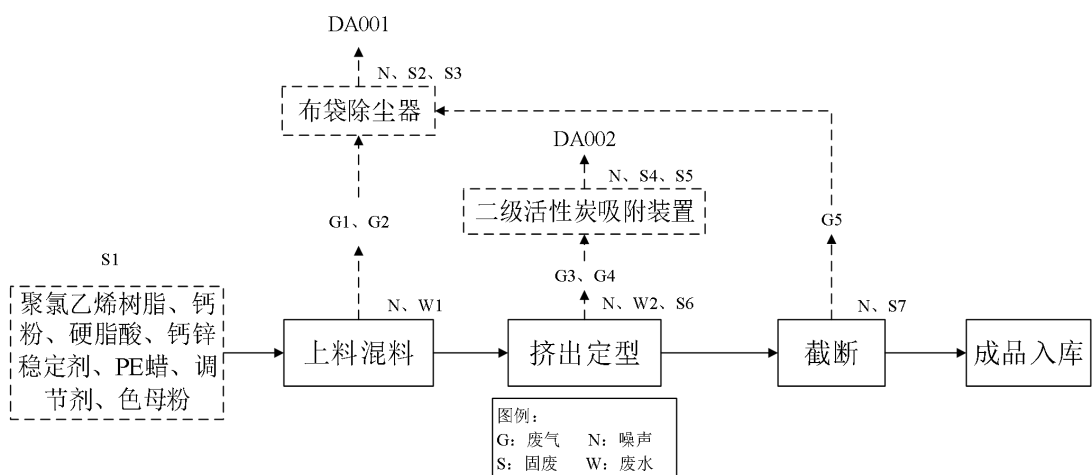 DA001
N、S2、S3
布袋除尘器
DA002
N、S4、S5
二级活性炭吸附装置
G1、G2
G5
S1
G3、G4
聚氯乙烯树脂、钙
粉、硬脂酸、钙锌
稳定剂、PE蜡、调
节剂、色母粉
N、W1
N、W2、S6
N、S7
上料混料
挤出定型
截断
成品入库
图例：
G：废气 N：噪声
S：固废 W：废水